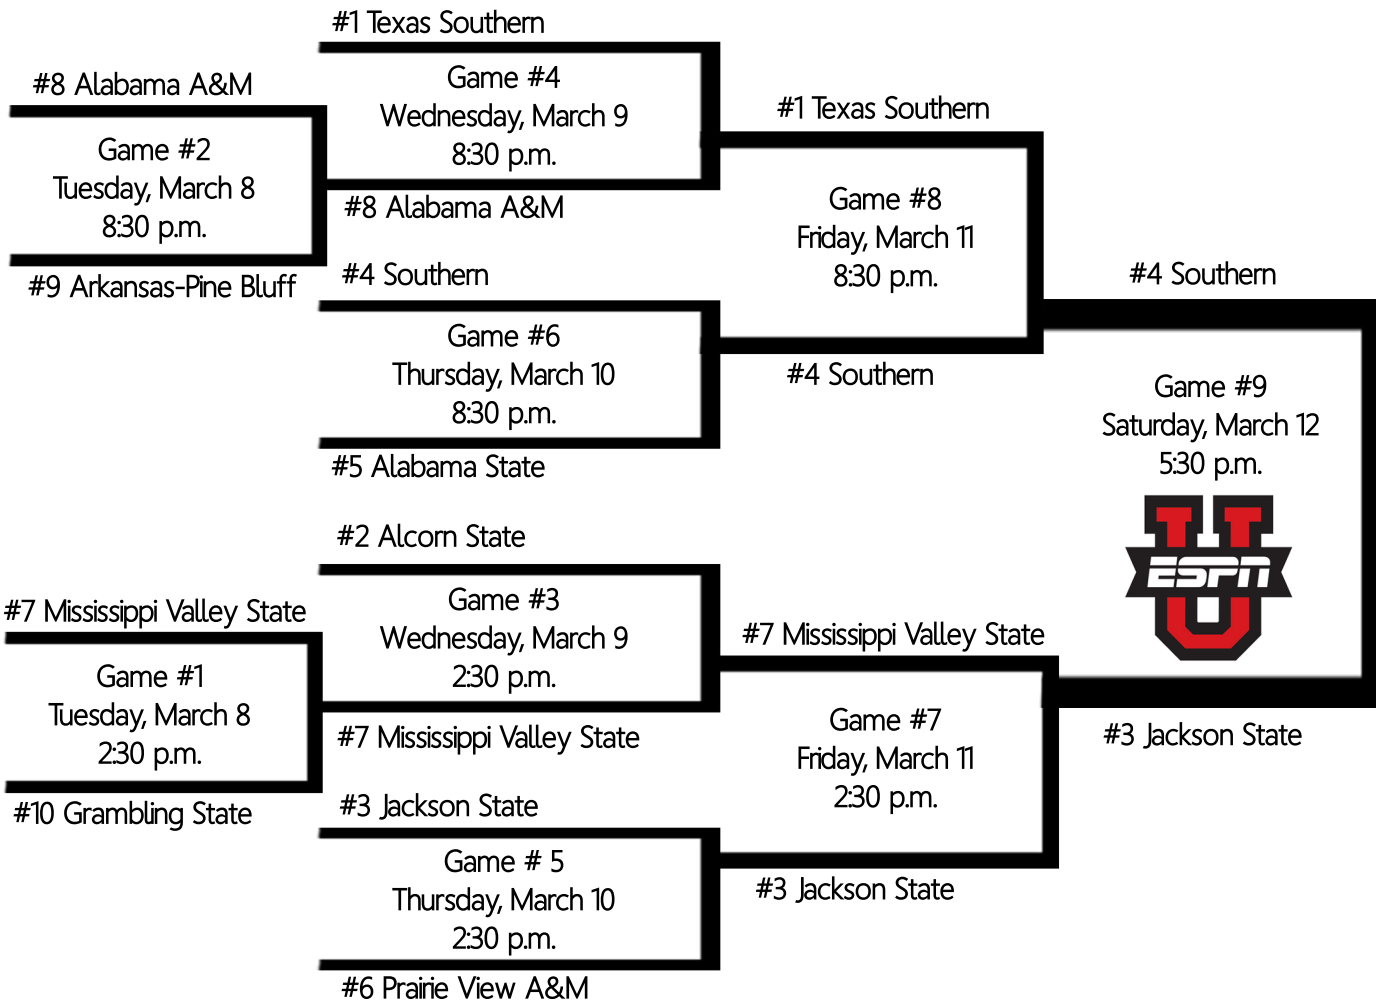 #1 Texas Southern
Game #4
Wednesday, March 9
8:30 p.m.
#8 Alabama A&M
Game #2
Tuesday, March 8
8:30 p.m.
#9 Arkansas-Pine Bluff
#8 Alabama A&M
#4 Southern
Game #6
Thursday, March 10
8:30 p.m.
#5 Alabama State
#1 Texas Southern
Game #8
Friday, March 11
8:30 p.m.
#4 Southern
#4 Southern
Game #9
Saturday, March 12
5:30 p.m.
U
ESPN
#3 Jackson State
#2 Alcorn State
Game #3
Wednesday, March 9
2:30 p.m.
#7 Mississippi Valley State
#7 Mississippi Valley State
Game #1
Tuesday, March 8
2:30 p.m.
#10 Grambling State
#3 Jackson State
Game # 5
Thursday, March 10
2:30 p.m.
#6 Prairie View A&M
#7 Mississippi Valley State
Game #7
Friday, March 11
2:30 p.m.
#3 Jackson State